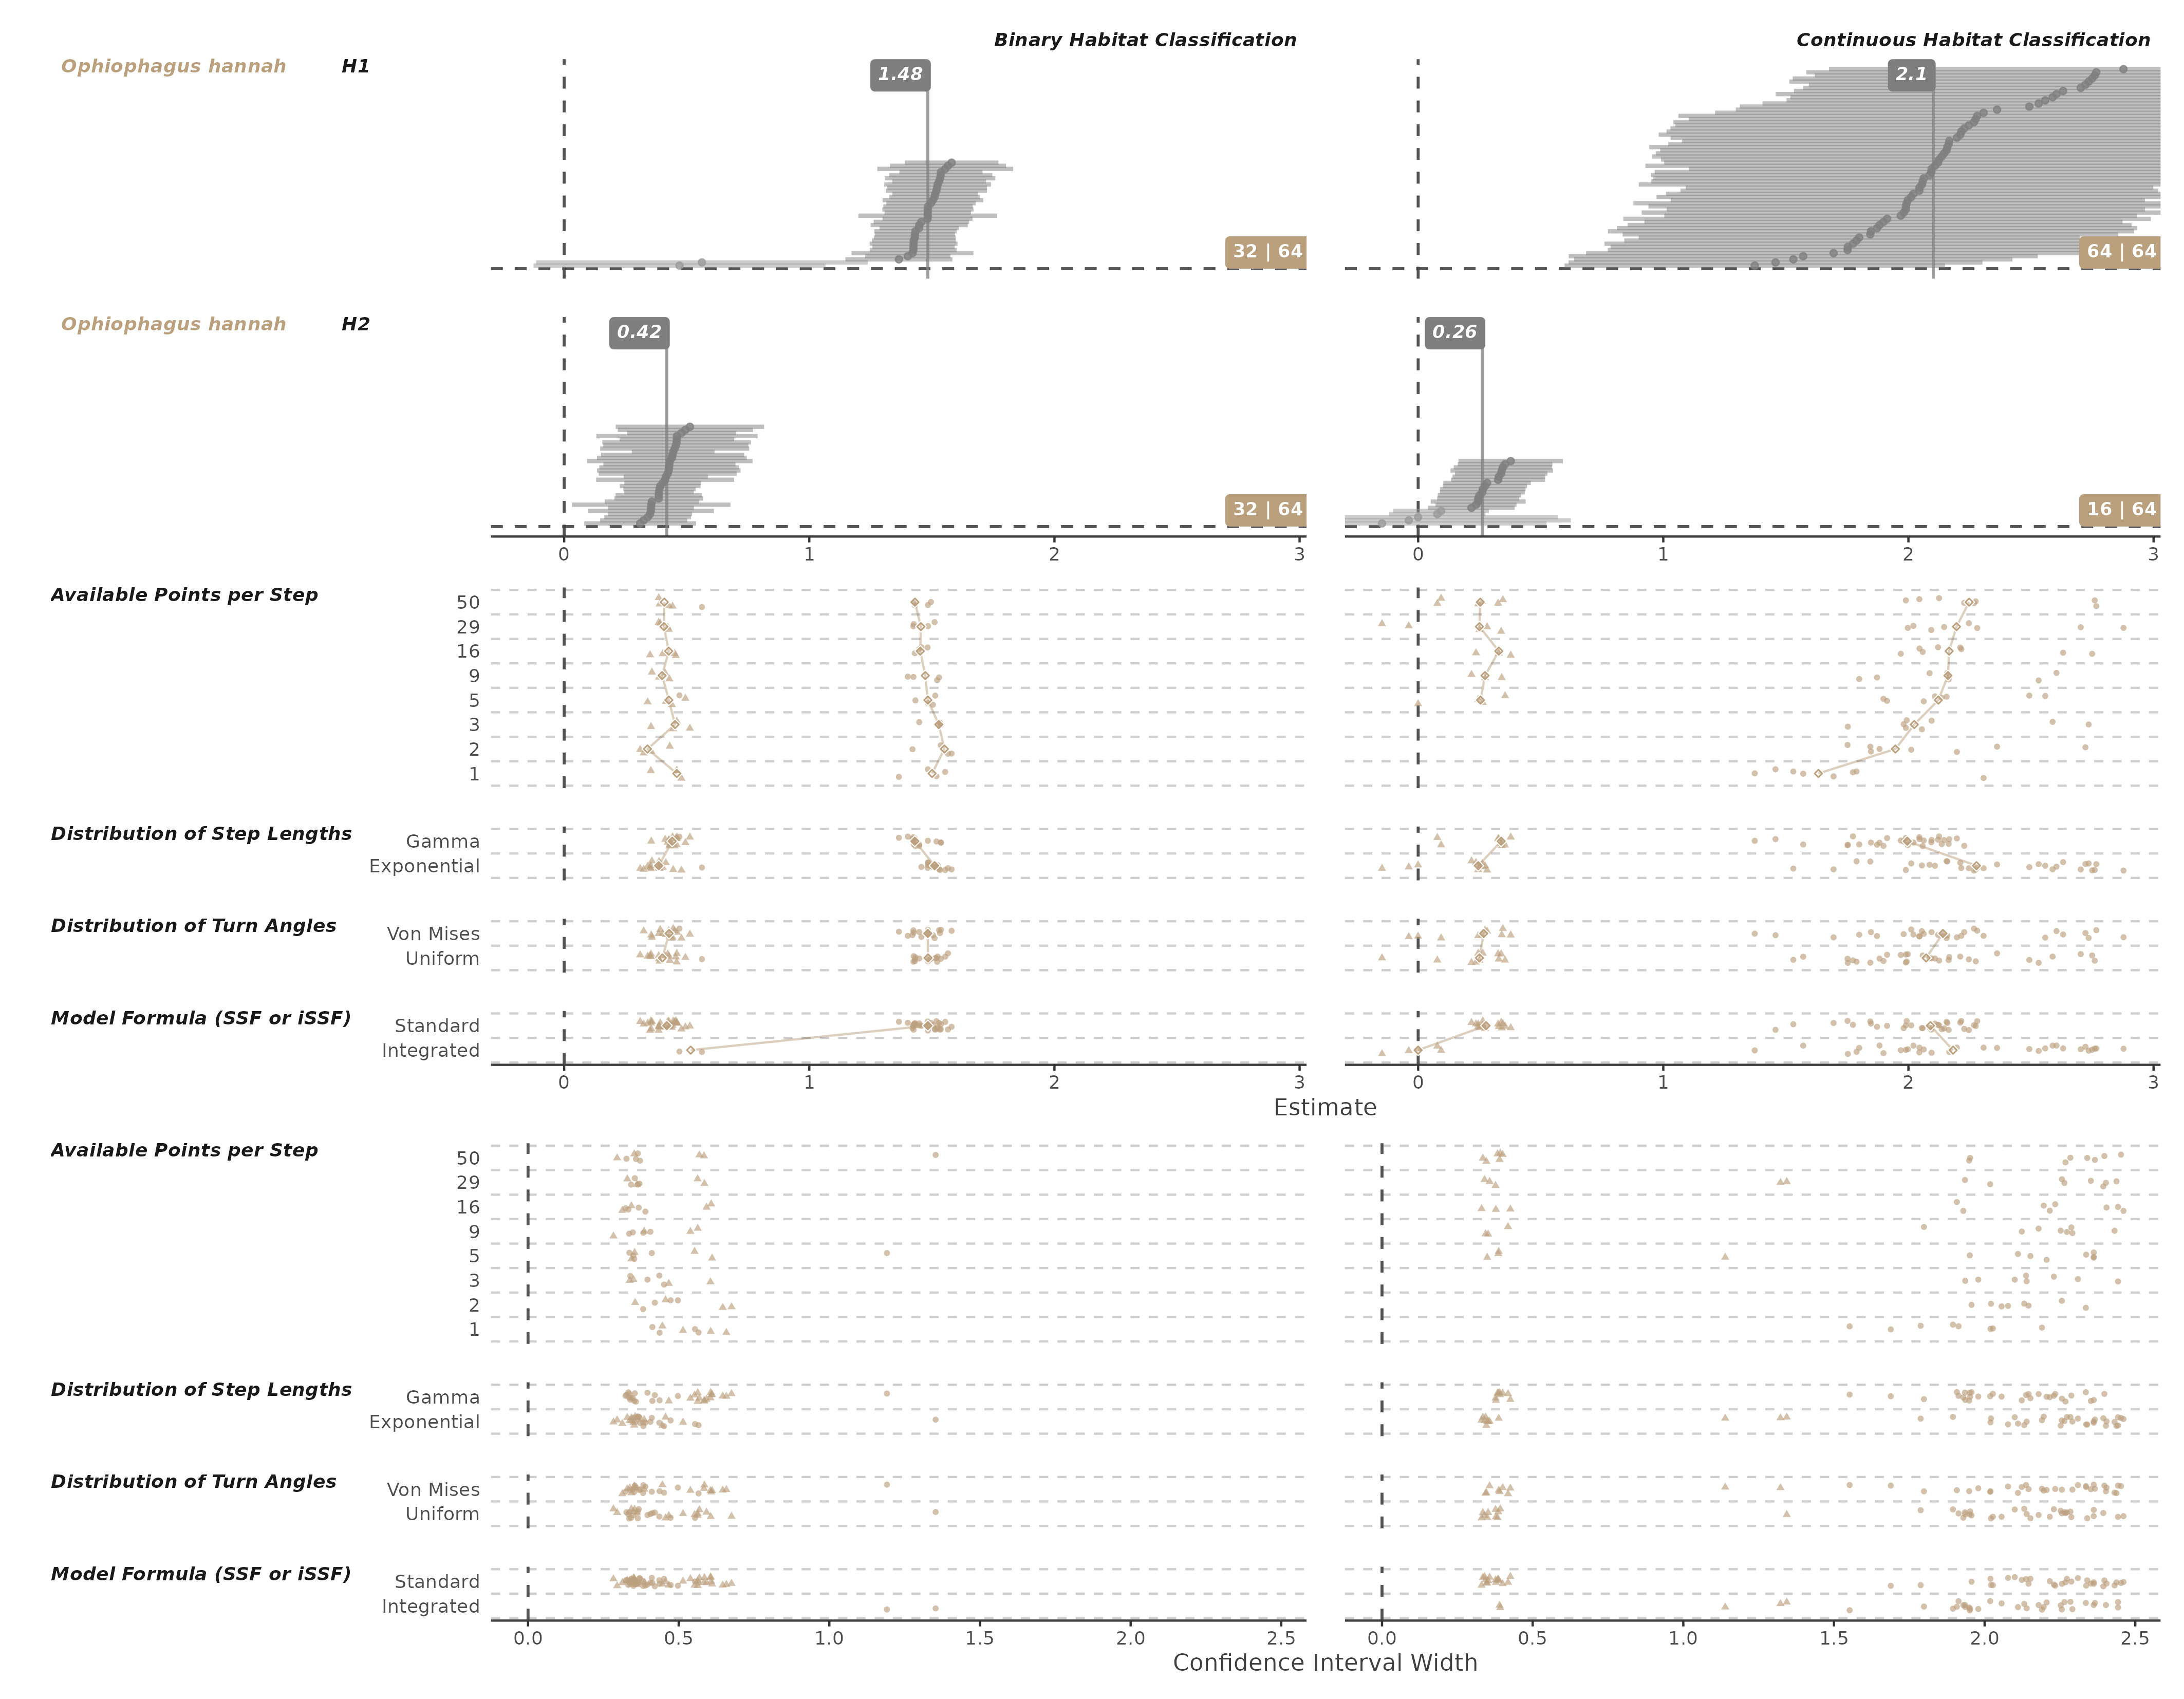 Binary Habitat Classification
Continuous Habitat Classification
Ophiophagus hannah H1
1.48
2.1
32 | 64
64 | 64
Ophiophagus hannah H2
0.42
0.26
32 | 64
16 | 64
0 1 2 3
0 1 2 3
Available Points per Step
50
29
16
9
5
3
2
1
Distribution of Step Lengths
Gamma
Exponential
Distribution of Turn Angles
Von Mises
Uniform
Model Formula (SSF or iSSF)
Standard
Integrated
0 1 2 3
0 1 2 3
Estimate
Available Points per Step
50
29
16
9
5
3
2
1
Distribution of Step Lengths
Gamma
Exponential
Distribution of Turn Angles
Von Mises
Uniform
Model Formula (SSF or iSSF)
Standard
Integrated
0.0 0.5 1.0 1.5 2.0 2.5
0.0 0.5 1.0 1.5 2.0 2.5
Confidence Interval Width